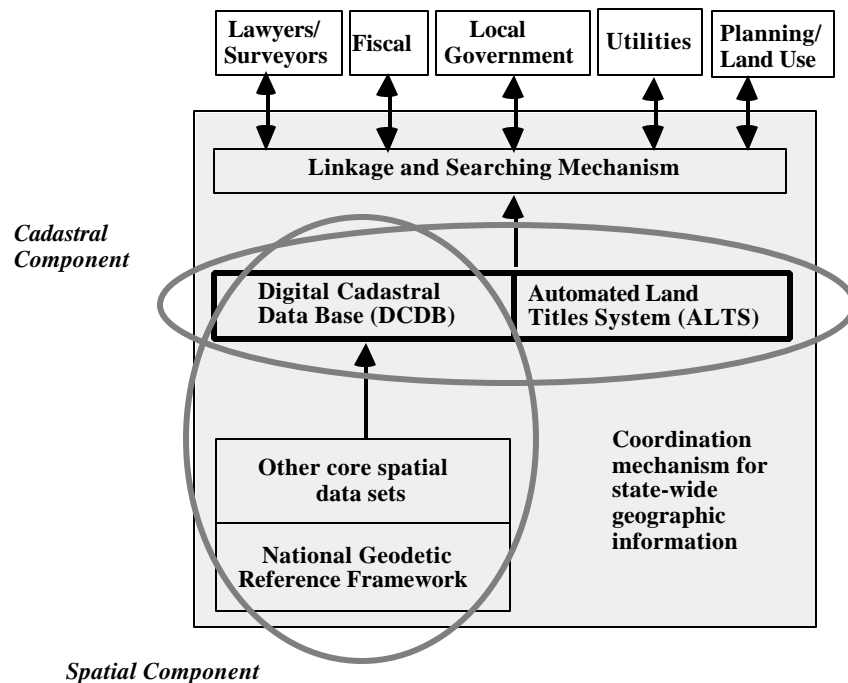 Lawyers/
Surveyors
Fiscal
Local
Government
Utilities
Planning/
Land Use
Linkage and Searching Mechanism
Cadastral
Component
Digital Cadastral
Data Base (DCDB)
Automated Land
Titles System (ALTS)
Other core spatial
data sets
National Geodetic
Reference Framework
Coordination
mechanism for
state-wide
geographic
information
Spatial Component